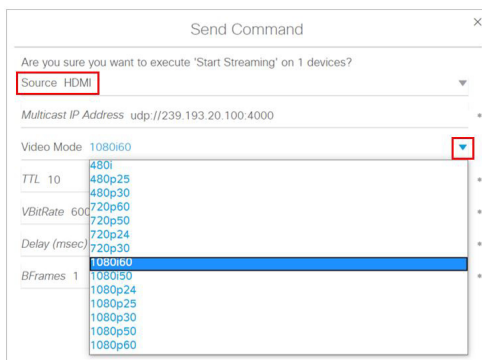 Send Command
×
Are you sure you want to execute 'Start Streaming' on 1 devices?
Source HDMI
Multicast IP Address udp://239.193.20.100:4000
Video Mode 1080i60
480i
TTL 10
480p25
480p30
VBitRate 600
720p60
720p50
720p24
Delay (msec)
720p30
1080i60
BFrames 1
1080i50
1080p24
1080p25
1080p30
1080p50
1080p60